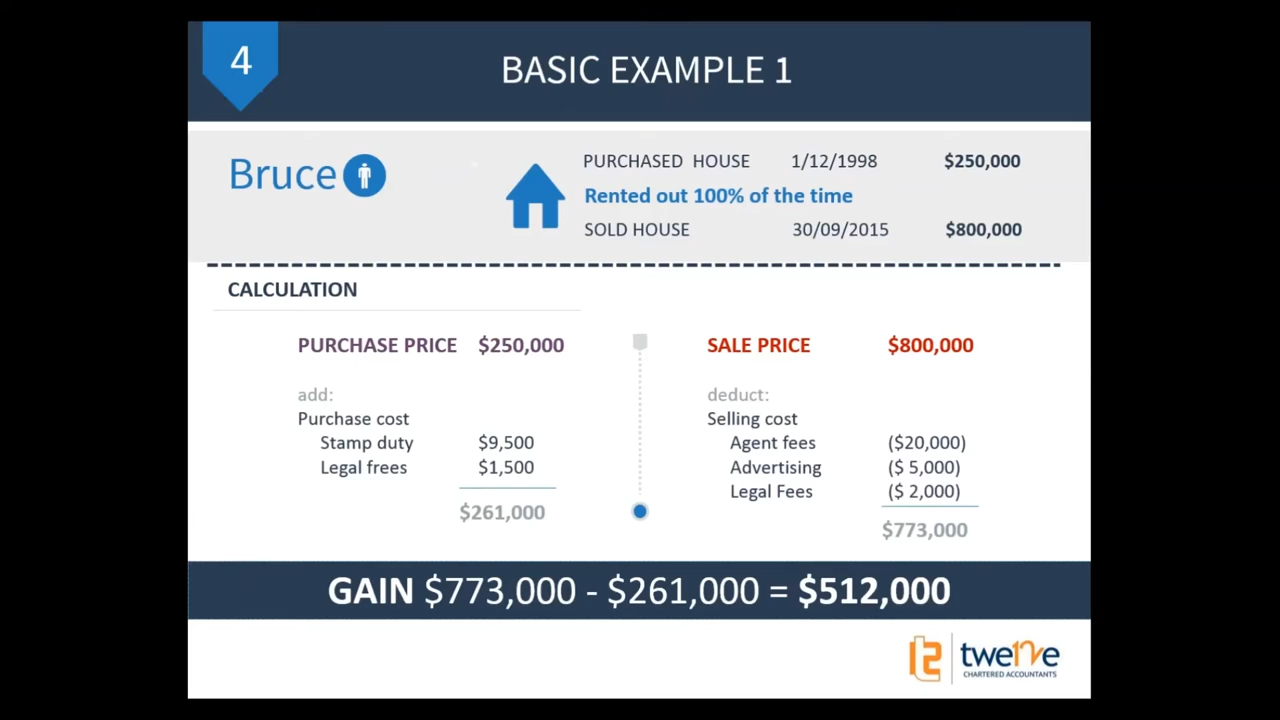 4
BASIC EXAMPLE 1
Bruce
PURCHASED HOUSE 1/12/1998 $250,000
Rented out 100% of the time
SOLD HOUSE 30/09/2015 $800,000
CALCULATION
PURCHASE PRICE $250,000
add:
Purchase cost
Stamp duty $9,500
Legal frees $1,500
$261,000
SALE PRICE $800,000
deduct:
Selling cost
Agent fees ($20,000)
Advertising ($ 5,000)
Legal Fees ($ 2,000)
$773,000
GAIN $773,000 - $261,000 = $512,000
12 twe12ve
CHARTERED ACCOUNTANTS